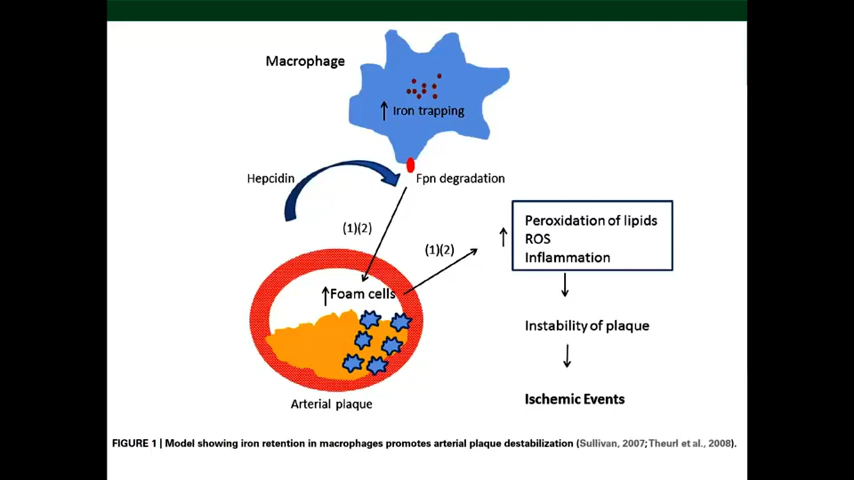 Macrophage
↑ Iron trapping
Hepcidin
Fpn degradation
(1)(2)
(1)(2)
↑ Peroxidation of lipids
ROS
Inflammation
↑Foam cells
Instability of plaque
Ischemic Events
Arterial plaque
FIGURE 1 | Model showing iron retention in macrophages promotes arterial plaque destabilization (Sullivan, 2007; Theurl et al., 2008).